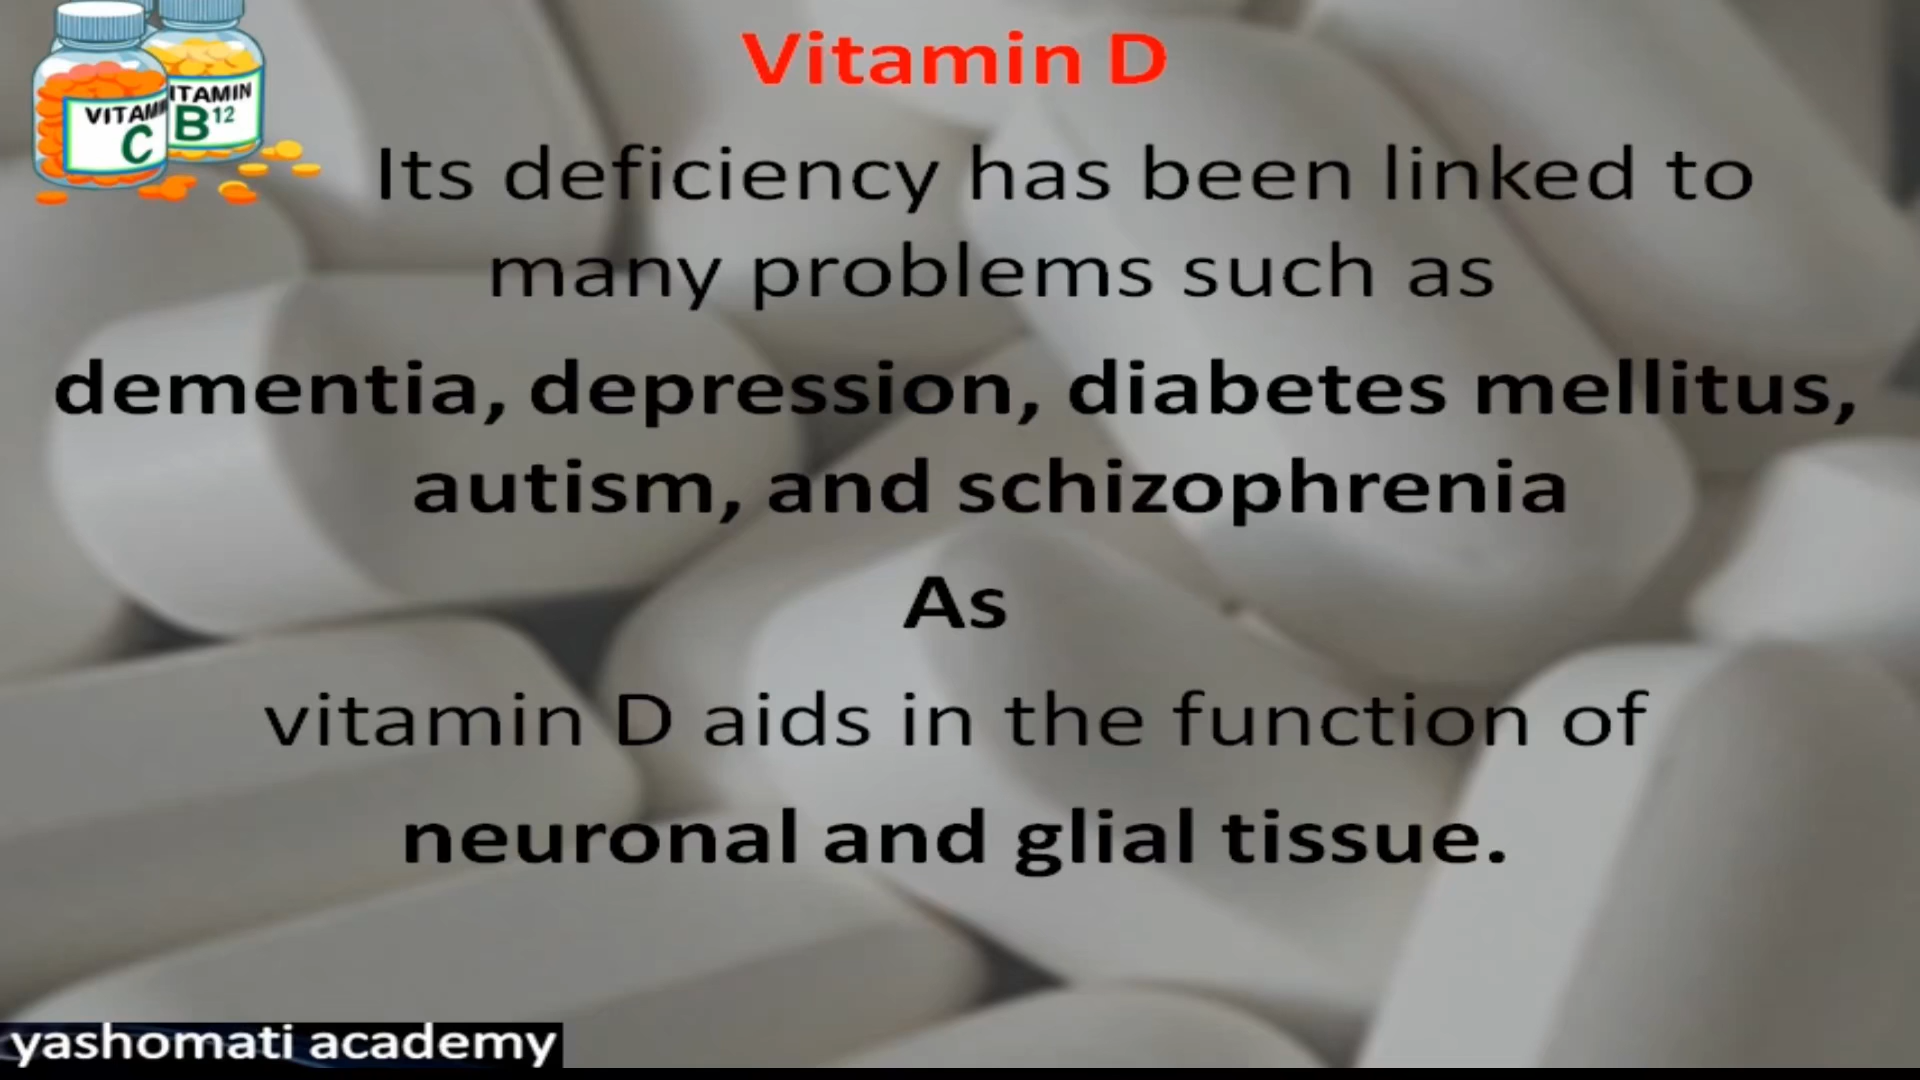 Vitamin D
VITAMIN
C
ITAMIN
B12
Its deficiency has been linked to
many problems such as
dementia, depression, diabetes mellitus,
autism, and schizophrenia
As
vitamin D aids in the function of
neuronal and glial tissue.
yashomati academy